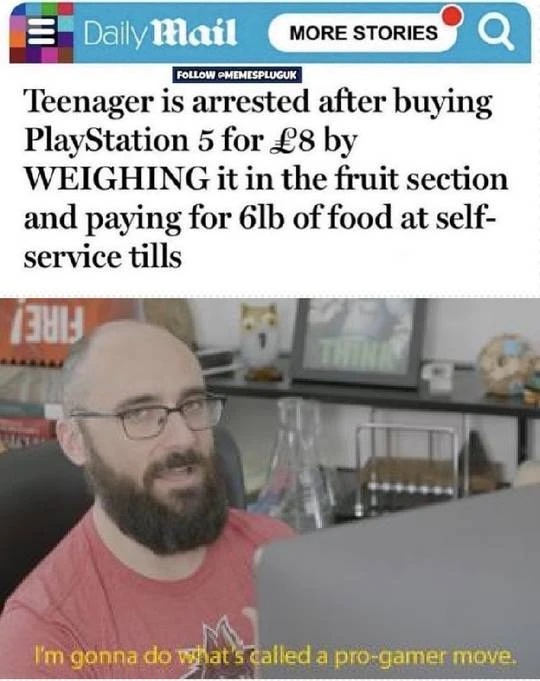 Daily Mail
MORE STORIES
FOLLOW @MEMESPLUGUK
Teenager is arrested after buying
PlayStation 5 for £8 by
WEIGHING it in the fruit section
and paying for 6lb of food at self-
service tills
FIRE!
THINK
I'm gonna do what's called a pro-gamer move.